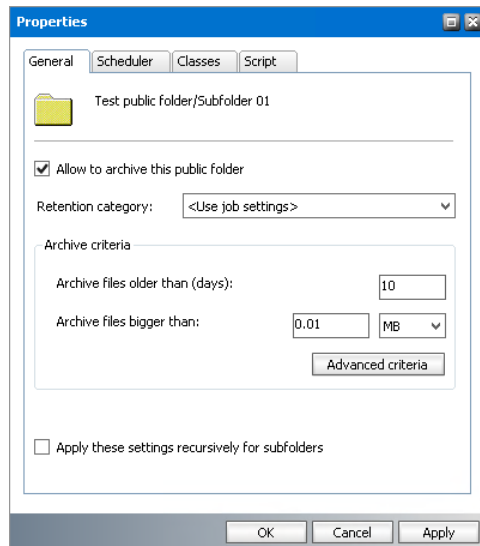 Properties
General Scheduler Classes Script
Test public folder/Subfolder 01
Allow to archive this public folder
Retention category: <Use job settings>
Archive criteria
Archive files older than (days): 10
Archive files bigger than: 0.01 MB
Advanced criteria
Apply these settings recursively for subfolders
OK Cancel Apply